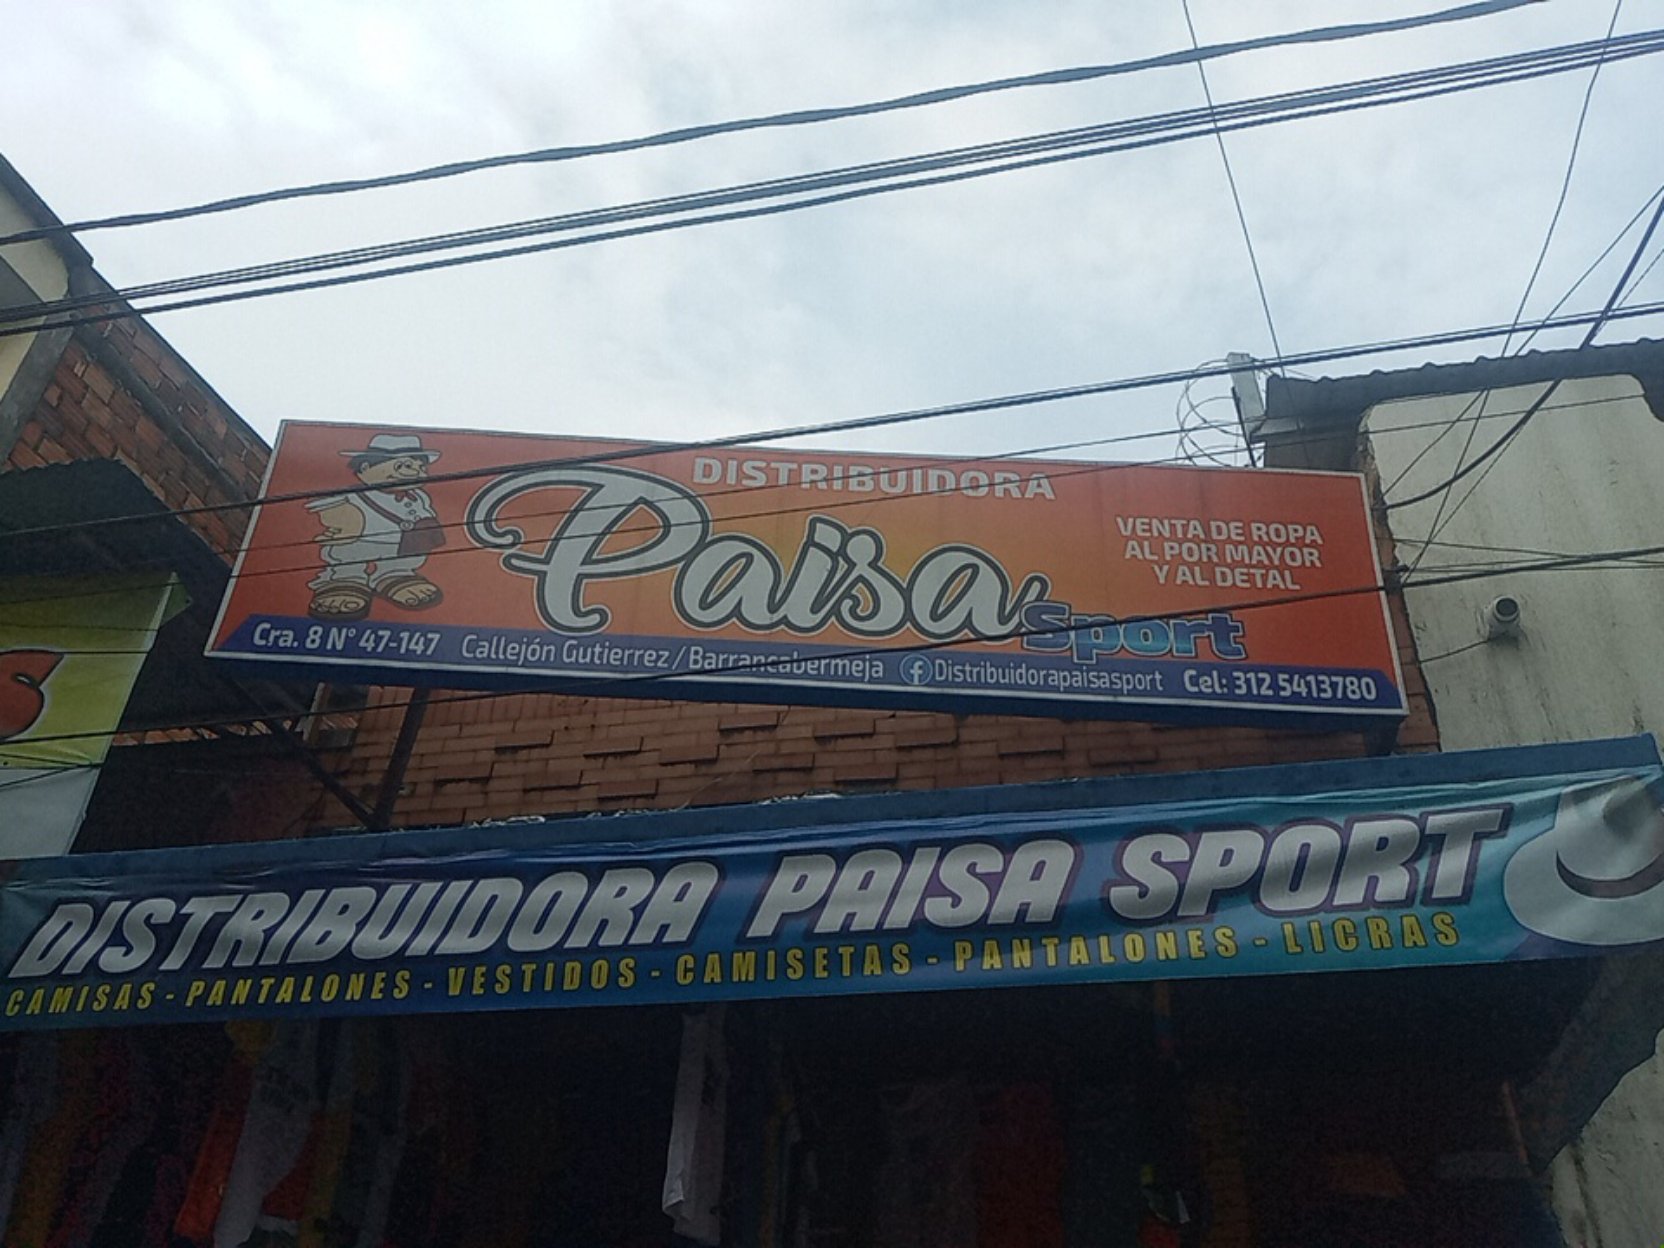 DISTRIBUIDORA
Paisa Sport
VENTA DE ROPA
AL POR MAYOR
Y AL DETAL
Cra. 8 N° 47-147 Callejón Gutierrez / Barrancabermeja Distribuidorapaisasport Cel: 312 5413780
S
DISTRIBUIDORA PAISA SPORT
CAMISAS - PANTALONES - VESTIDOS - CAMISETAS - PANTALONES - LICRAS